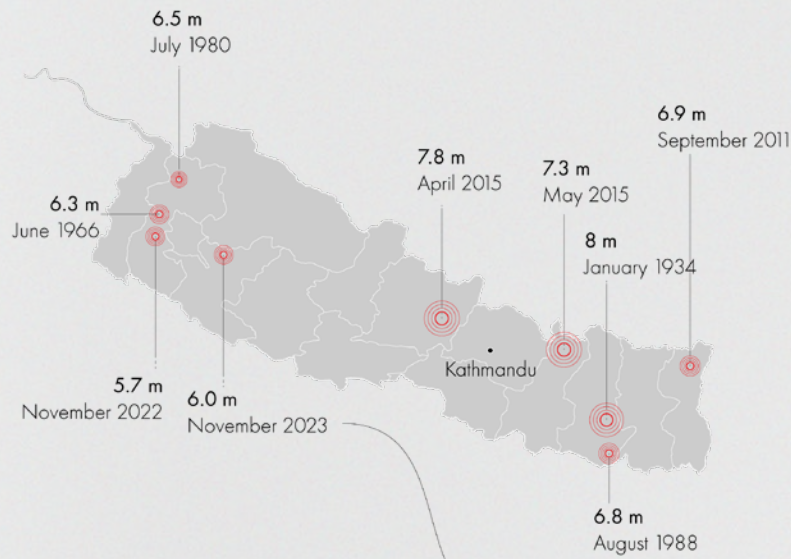 6.5 m
July 1980
6.9 m
September 2011
7.8 m
April 2015
7.3 m
May 2015
6.3 m
June 1966
8 m
January 1934
Kathmandu
5.7 m
November 2022
6.0 m
November 2023
6.8 m
August 1988